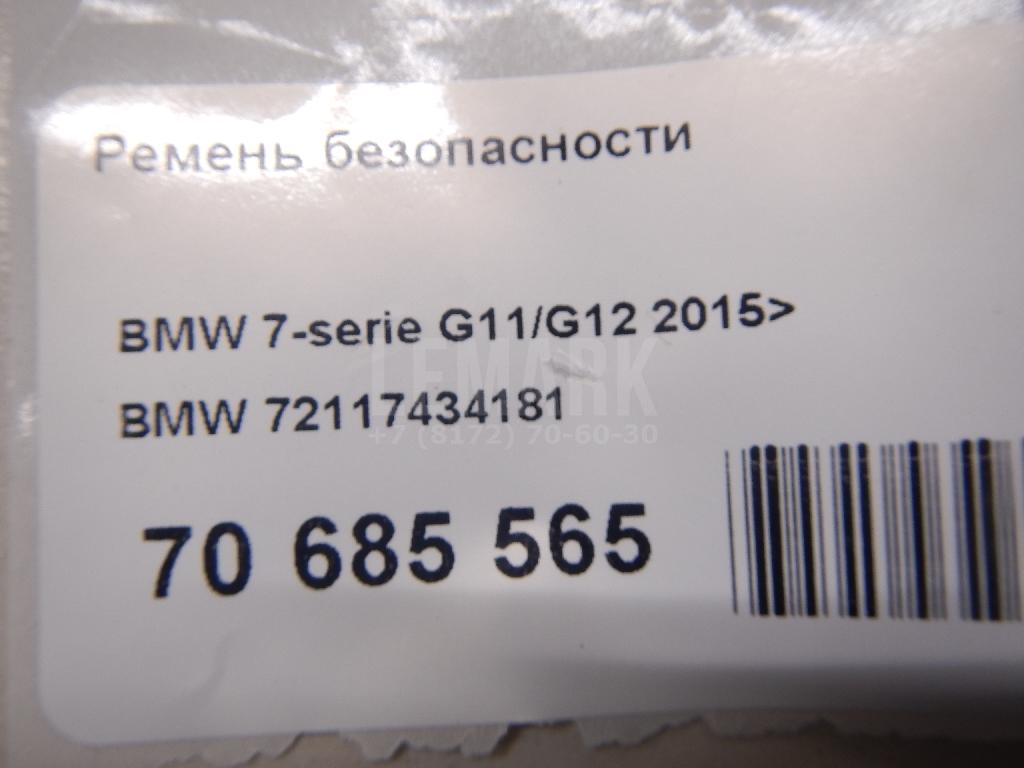 Ремень безопасности
BMW 7-serie G11/G12 2015>
LEMARK
BMW 72117434181
+7 (8172) 70-60-30
70 685 565